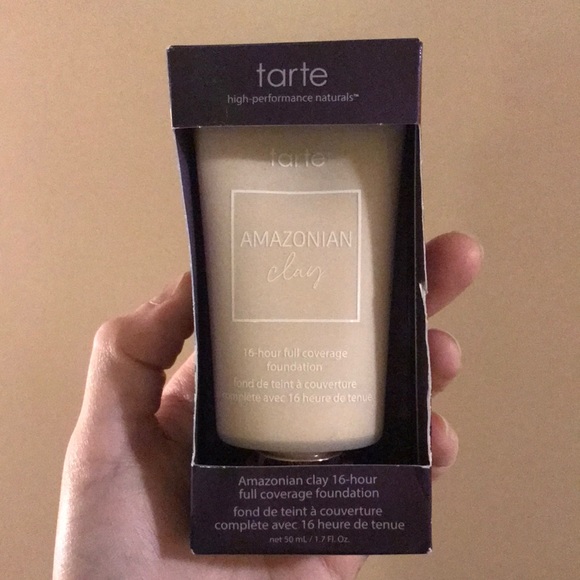 tarte
high-performance naturals™
tarte
AMAZONIAN
clay
16-hour full coverage
foundation
fond de teint à couverture
complète avec 16 heure de tenue
Amazonian clay 16-hour
full coverage foundation
fond de teint à couverture
complète avec 16 heure de tenue
net 50 mL / 1.7 Fl. Oz.